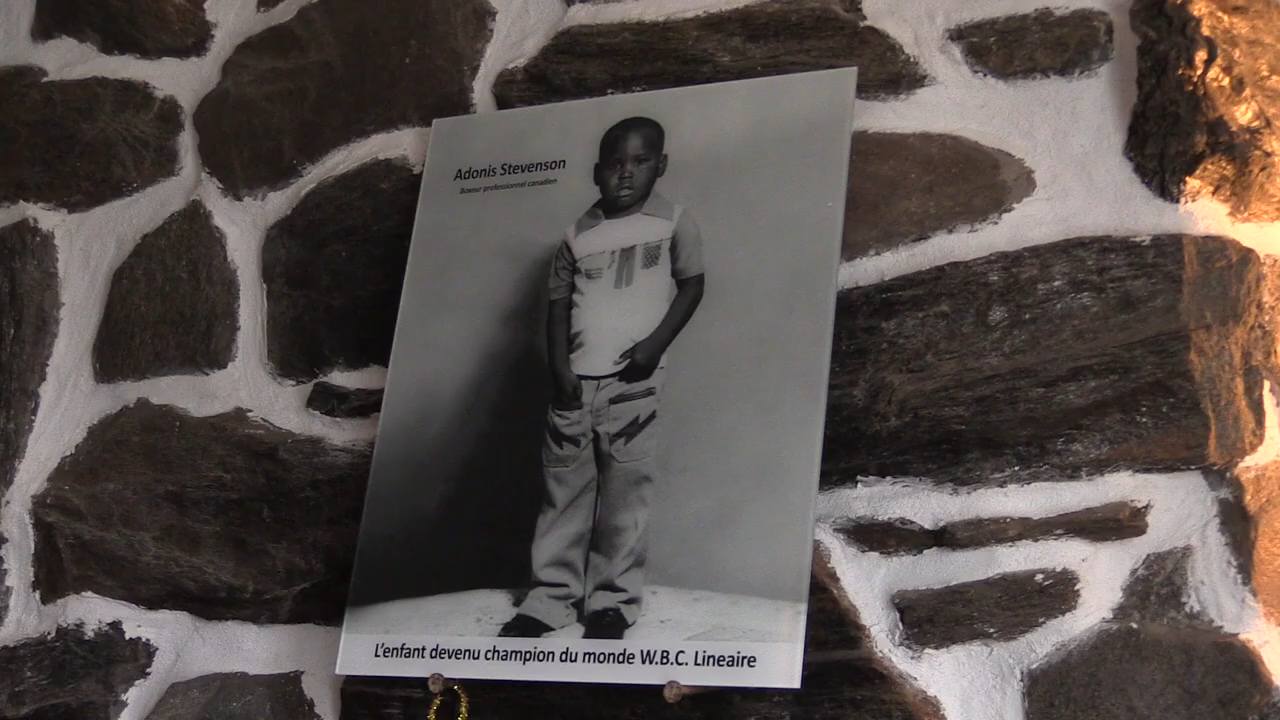 Adonis Stevenson
Boxeur professionnel canadien
L'enfant devenu champion du monde W.B.C. Lineaire